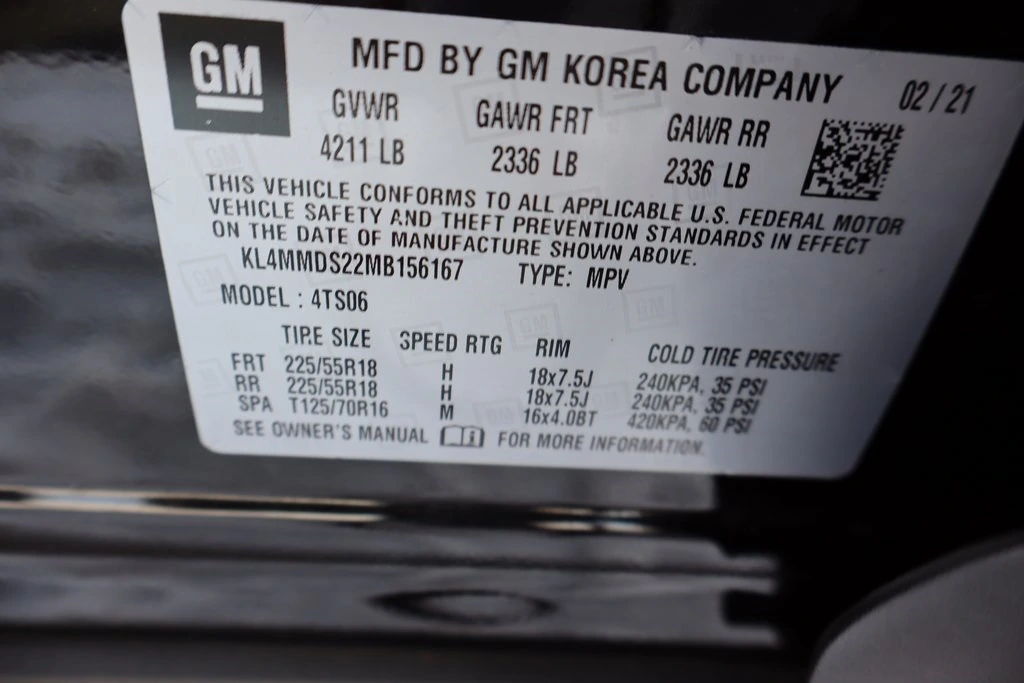 GM
MFD BY GM KOREA COMPANY 02/21
GVWR GAWR FRT GAWR RR
4211 LB 2336 LB 2336 LB
THIS VEHICLE CONFORMS TO ALL APPLICABLE U.S. FEDERAL MOTOR
VEHICLE SAFETY AND THEFT PREVENTION STANDARDS IN EFFECT
ON THE DATE OF MANUFACTURE SHOWN ABOVE.
KL4MMDS22MB156167 TYPE: MPV
MODEL : 4TS06
TIRE SIZE SPEED RTG RIM COLD TIRE PRESSURE
FRT 225/55R18 H 18x7.5J 240KPA, 35 PSI
RR 225/55R18 H 18x7.5J 240KPA, 35 PSI
SPA T125/70R16 M 16x4.0BT 420KPA, 60 PSI
SEE OWNER'S MANUAL i FOR MORE INFORMATION.